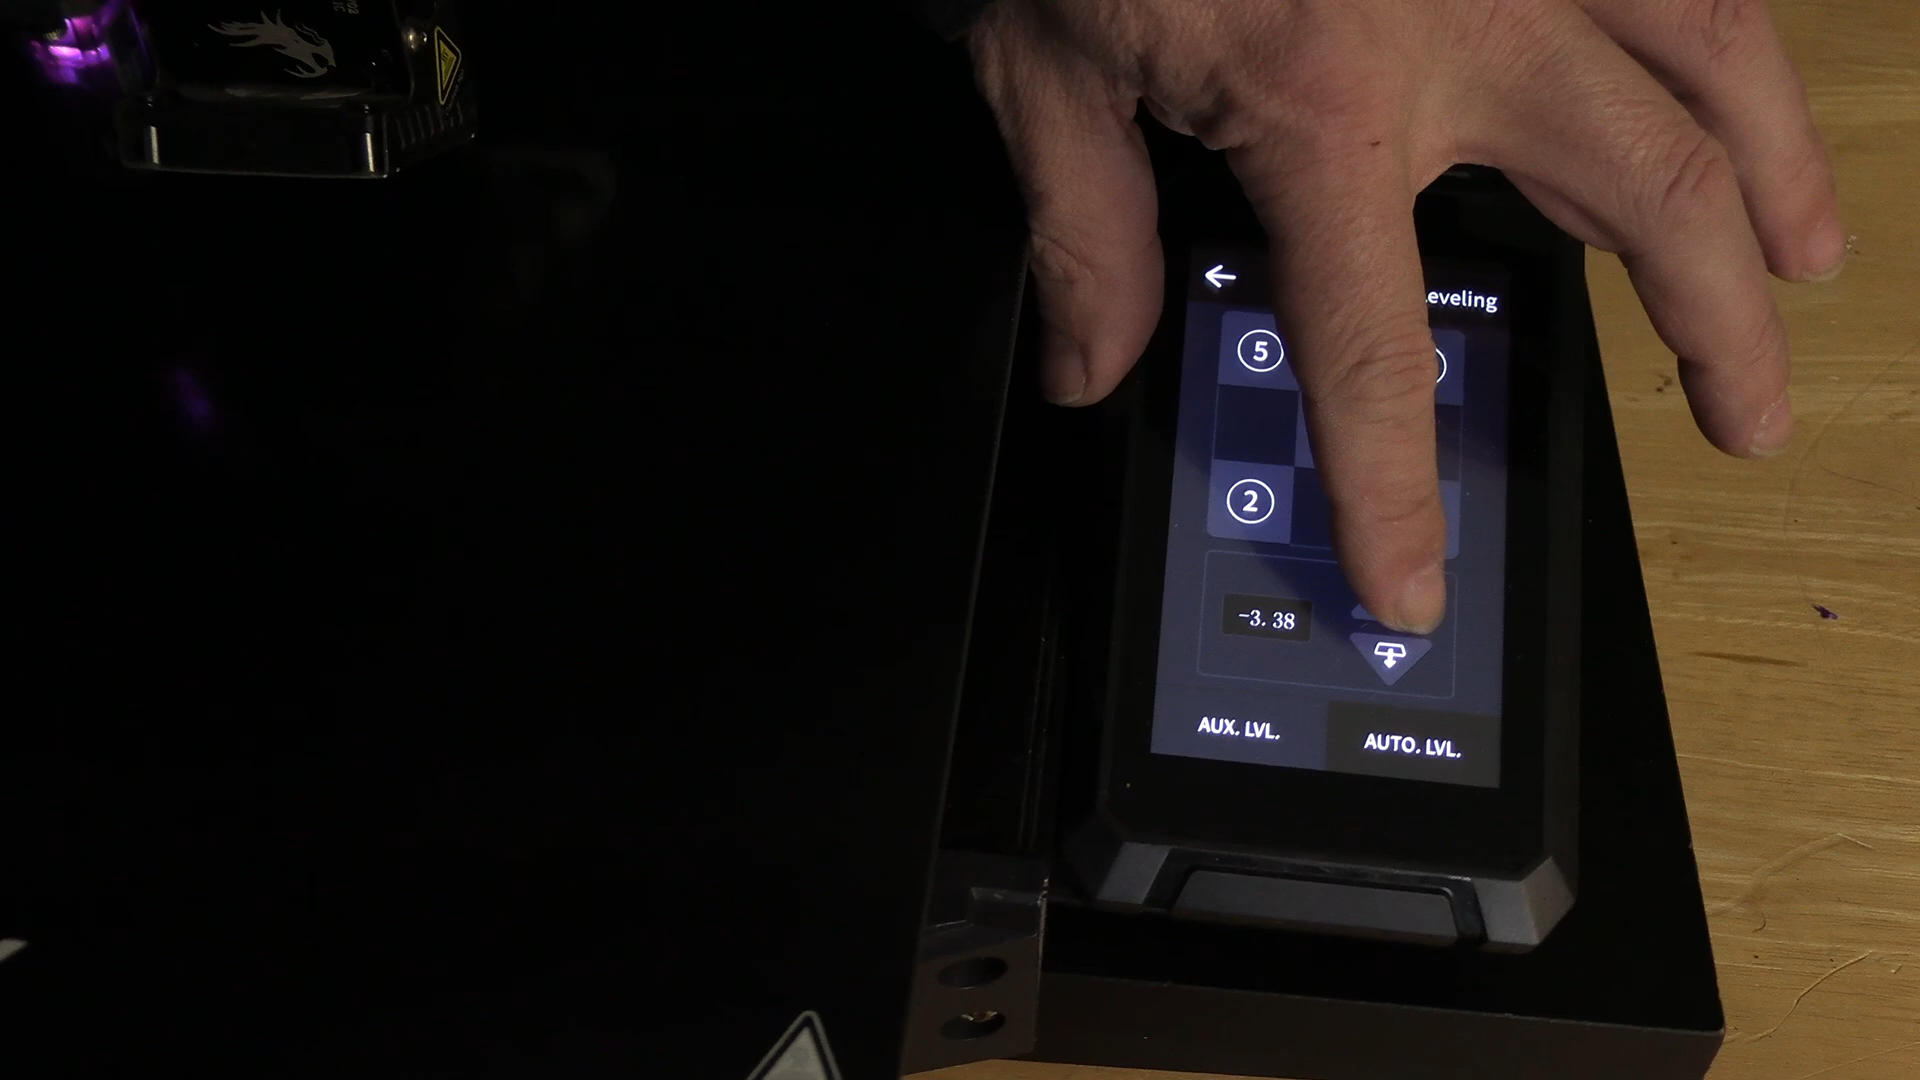 eveling
5
2
-3.38
AUX. LVL.
AUTO. LVL.